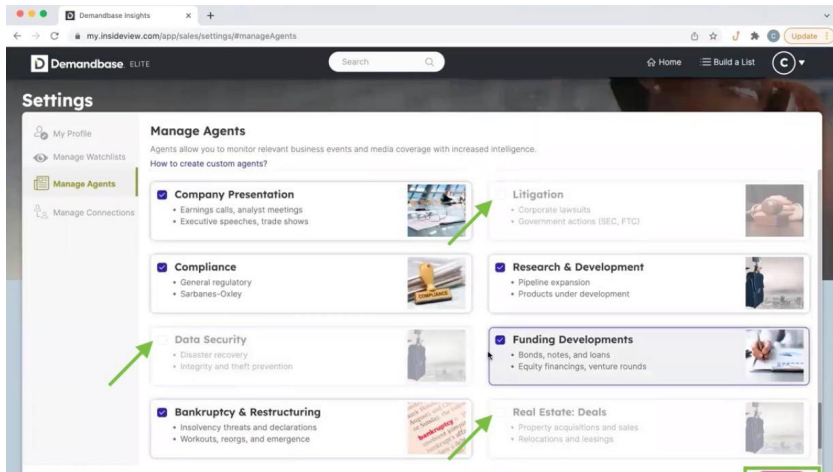 Demandbase Insights
my.insideview.com/app/sales/settings/#manageAgents
Update
Demandbase ELITE
Search
Home
Build a List
C
Settings
My Profile
Manage Watchlists
Manage Agents
Manage Connections
Manage Agents
Agents allow you to monitor relevant business events and media coverage with increased intelligence.
How to create custom agents?
Company Presentation
• Earnings calls, analyst meetings
• Executive speeches, trade shows
Litigation
• Corporate lawsuits
• Government actions (SEC, FTC)
Compliance
• General regulatory
• Sarbanes-Oxley
COMPLIANCE
Research & Development
• Pipeline expansion
• Products under development
Data Security
• Disaster recovery
• Integrity and theft prevention
Funding Developments
• Bonds, notes, and loans
• Equity financings, venture rounds
Bankruptcy & Restructuring
• Insolvency threats and declarations
• Workouts, reorgs, and emergence
bankruptcy
Real Estate: Deals
• Property acquisitions and sales
• Relocations and leasings